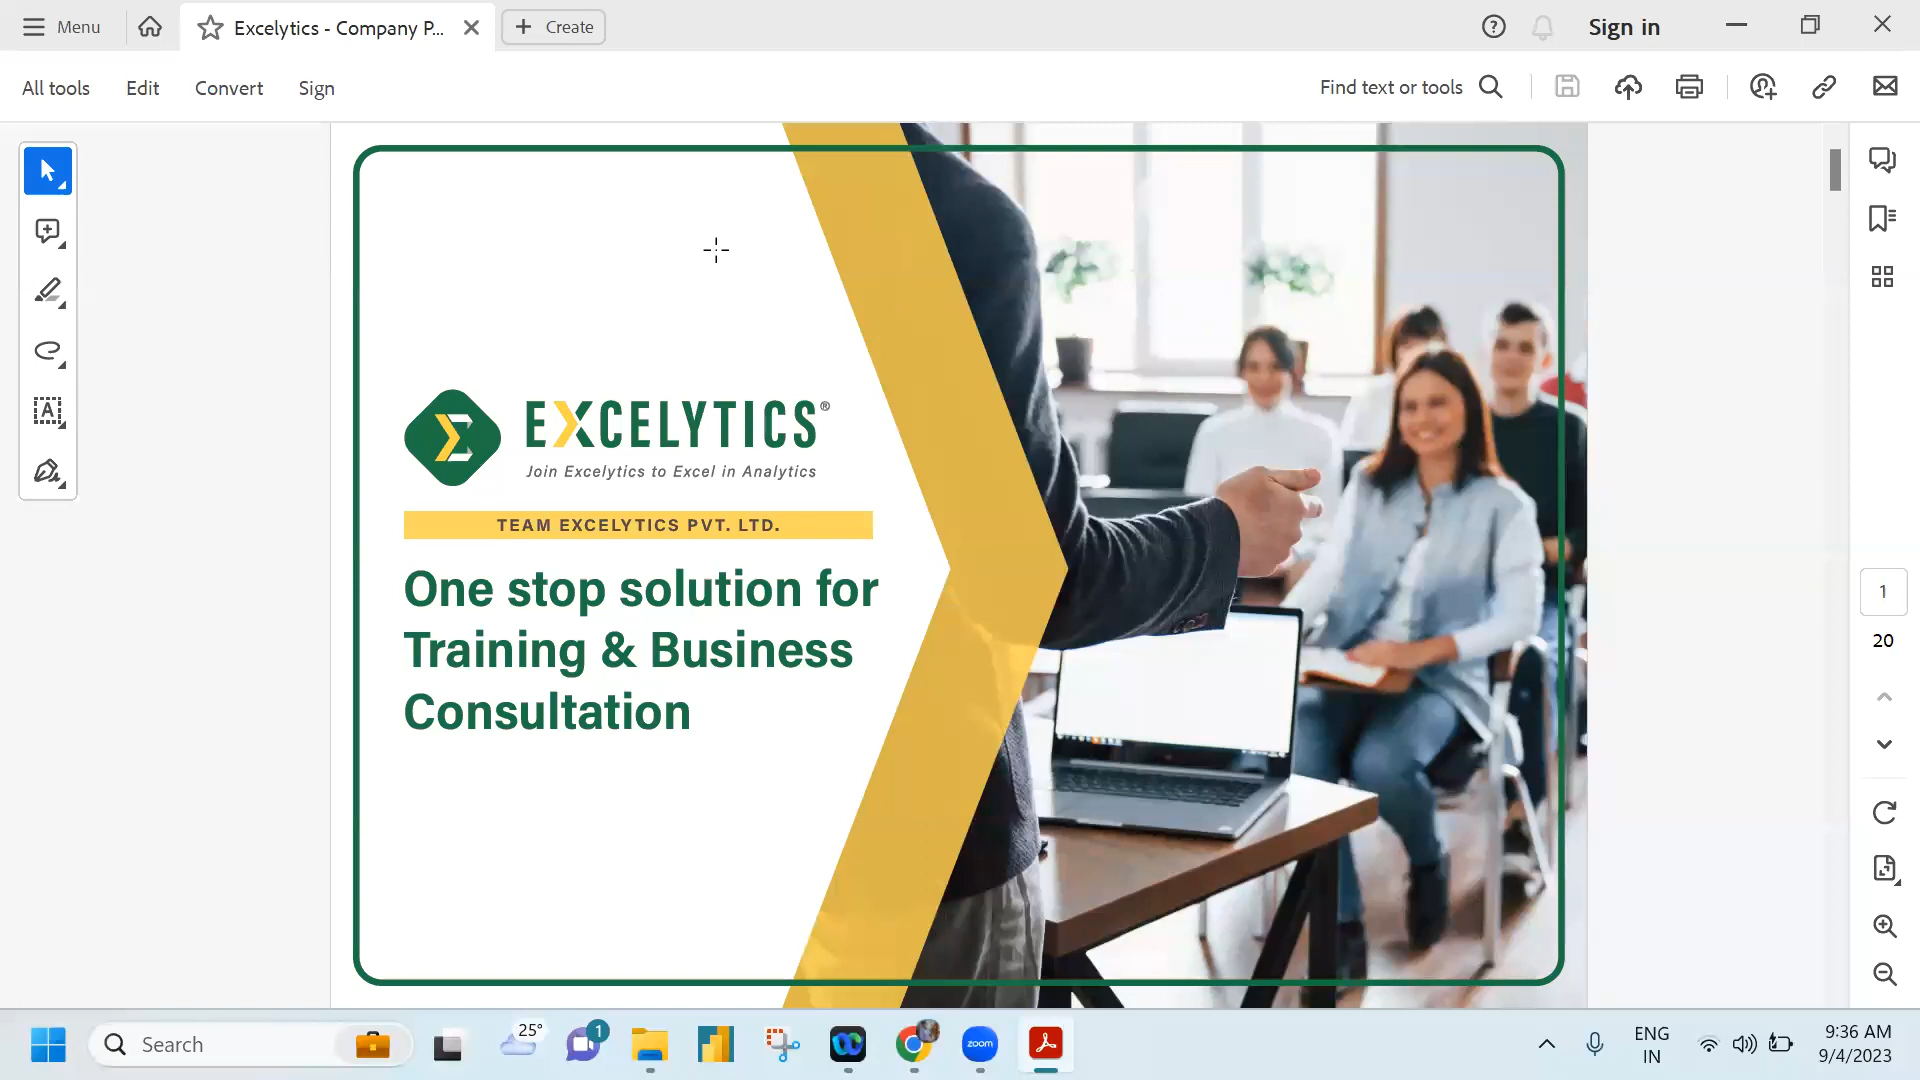 Menu
Excelytics - Company P...
Create
Sign in
All tools
Edit
Convert
Sign
Find text or tools
EXCELYTICS®
Join Excelytics to Excel in Analytics
TEAM EXCELYTICS PVT. LTD.
One stop solution for
Training & Business
Consultation
1
20
Search
25°
1
zoom
ENG
IN
9:36 AM
9/4/2023